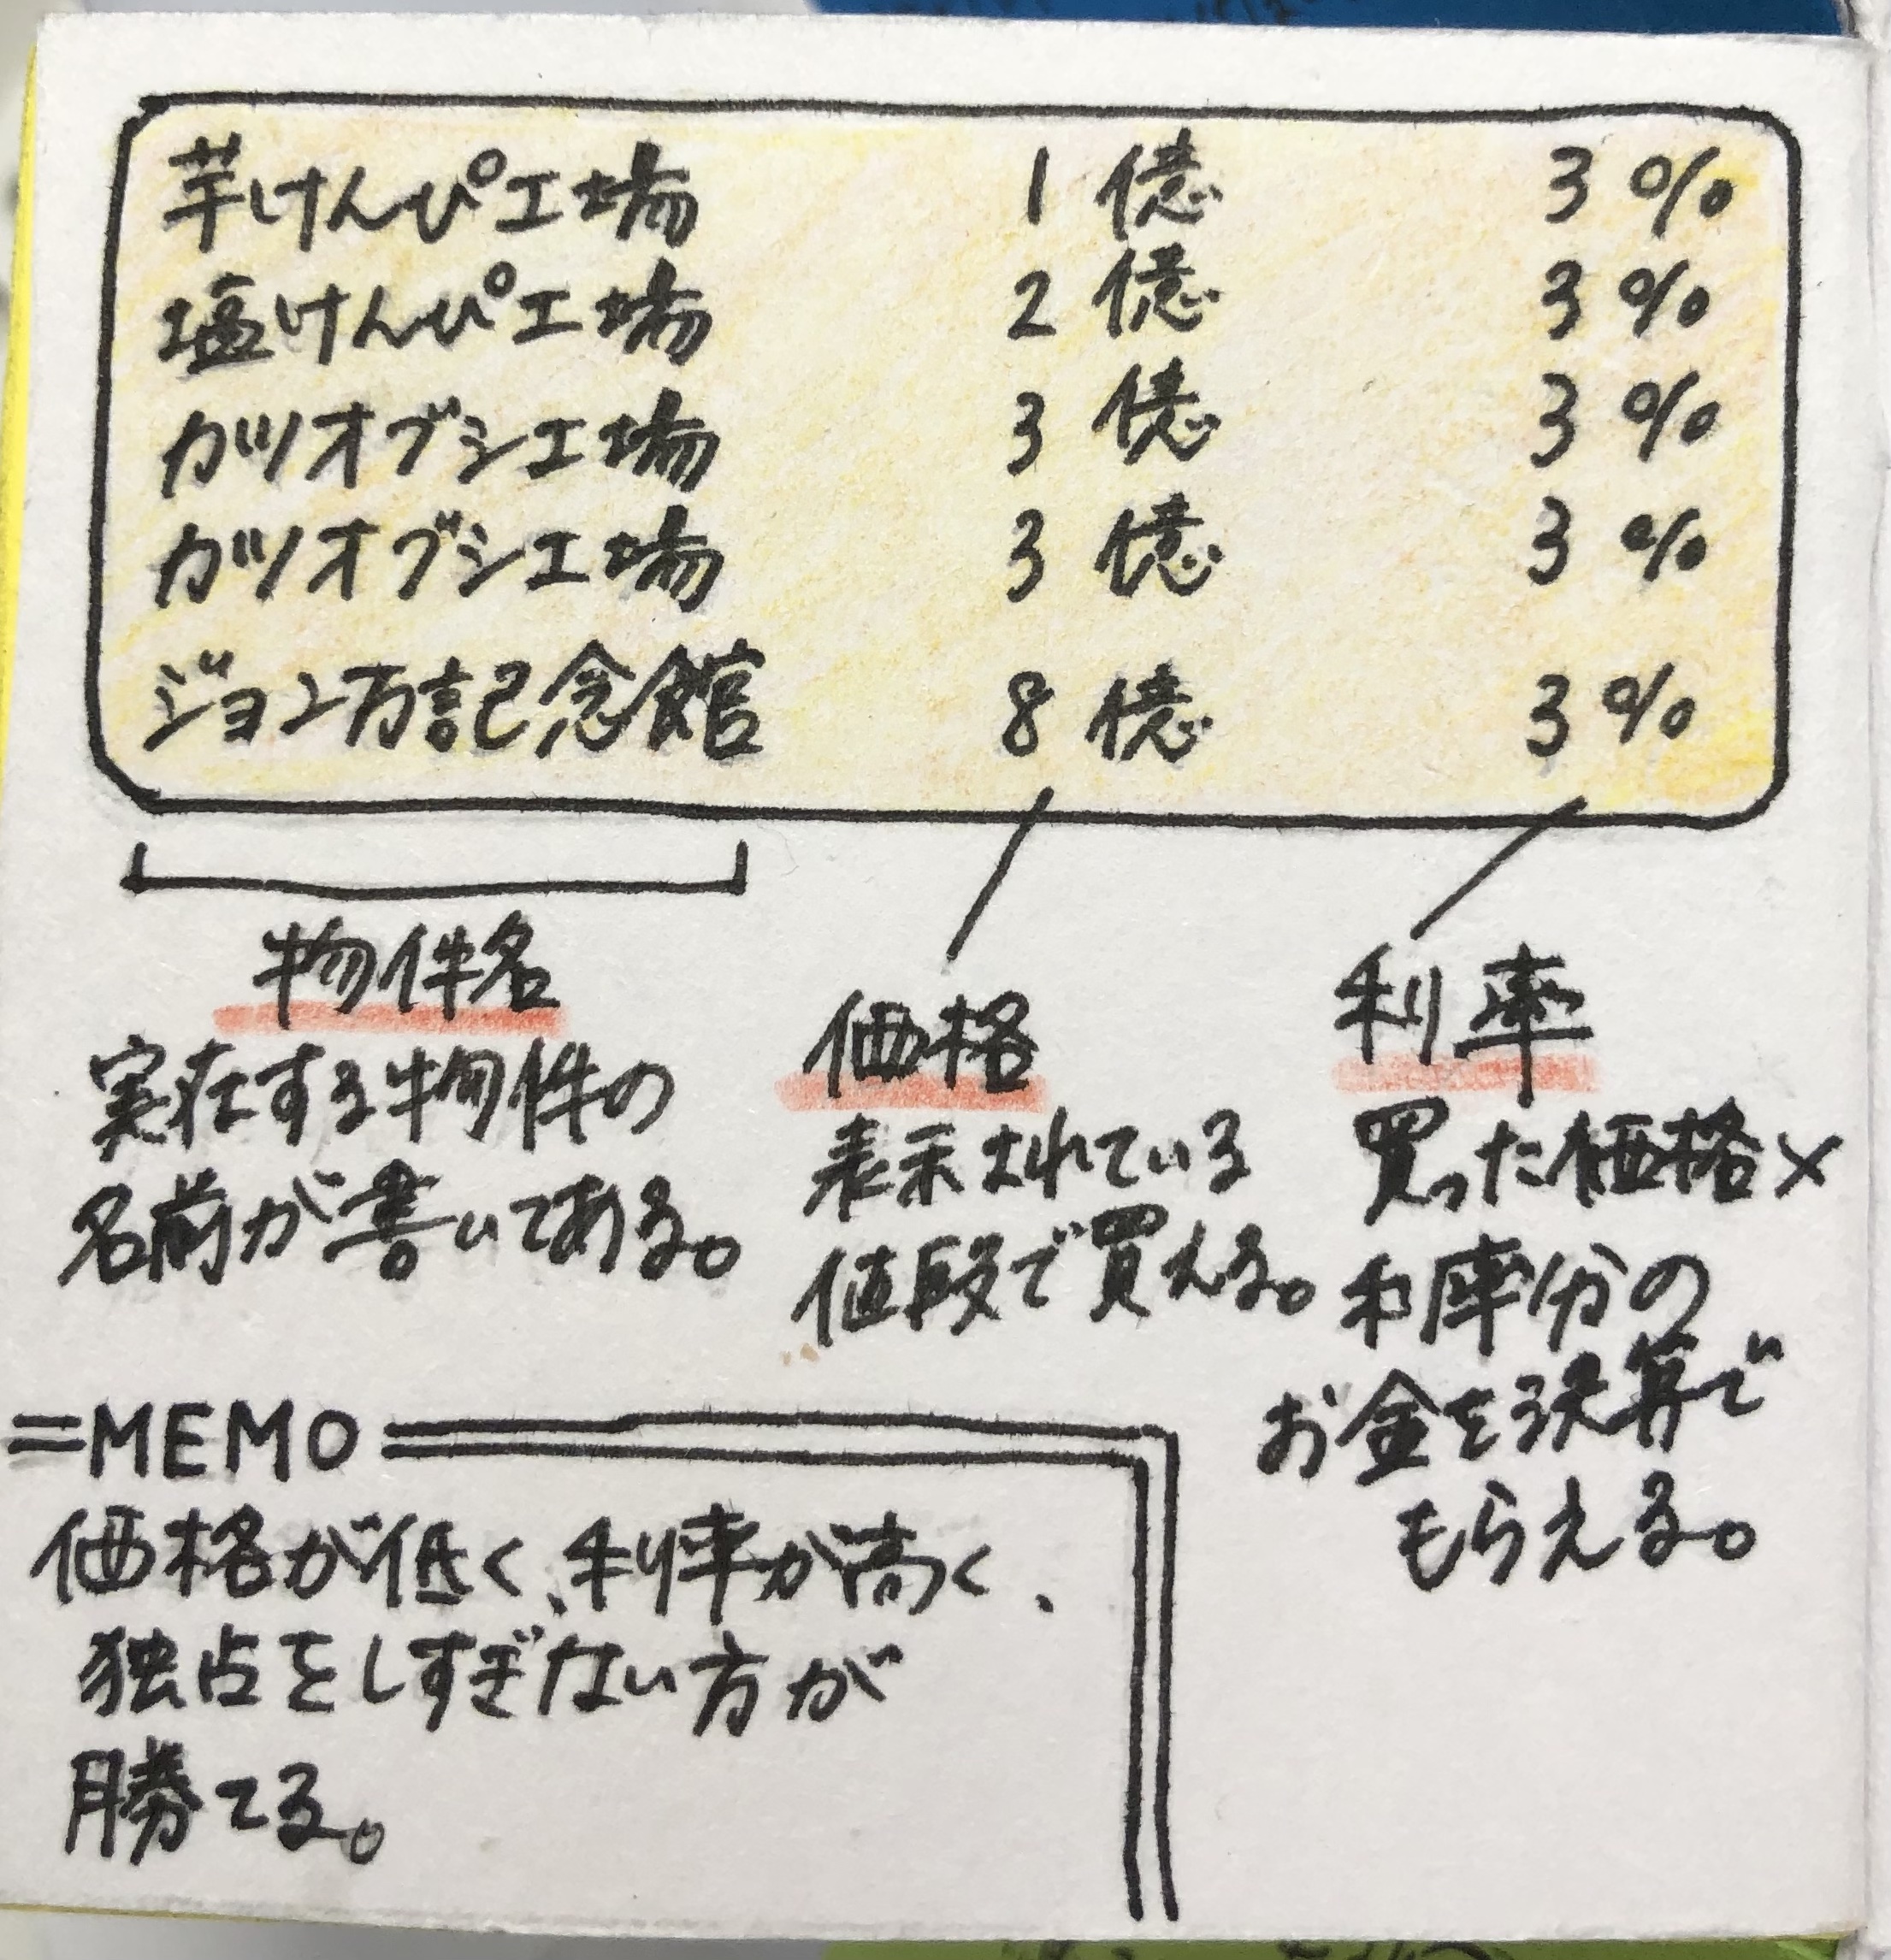 芋けんぴ工場 1億 3%
塩けんぴ工場 2億 3%
カツオブシ工場 3億 3%
カツオブシ工場 3億 3%
ジョン万記念館 8億 3%
物件名
実在する物件の
名前が書いてある。
価格
表示されている
値段で買える。
利率
買った価格×
利率分の
お金を決算で
もらえる。
=MEMO
価格が低く、利率が高く、
独占をしすぎない方が
勝てる。